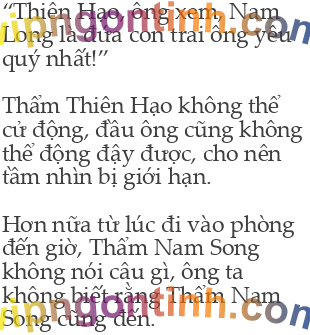 “Thiên Hạo, ông xem, Nam
Long là đứa con trai ông yêu
quý nhất!”
Thẩm Thiên Hạo không thể
cử động, đầu ông cũng không
thể động đậy được, cho nên
tầm nhìn bị giới hạn.
Hơn nữa từ lúc đi vào phòng
đến giờ, Thẩm Nam Song
không nói câu gì, ông ta
không biết rằng Thẩm Nam
Song cũng đến.
vipngontinh.com
vipngontinh.com